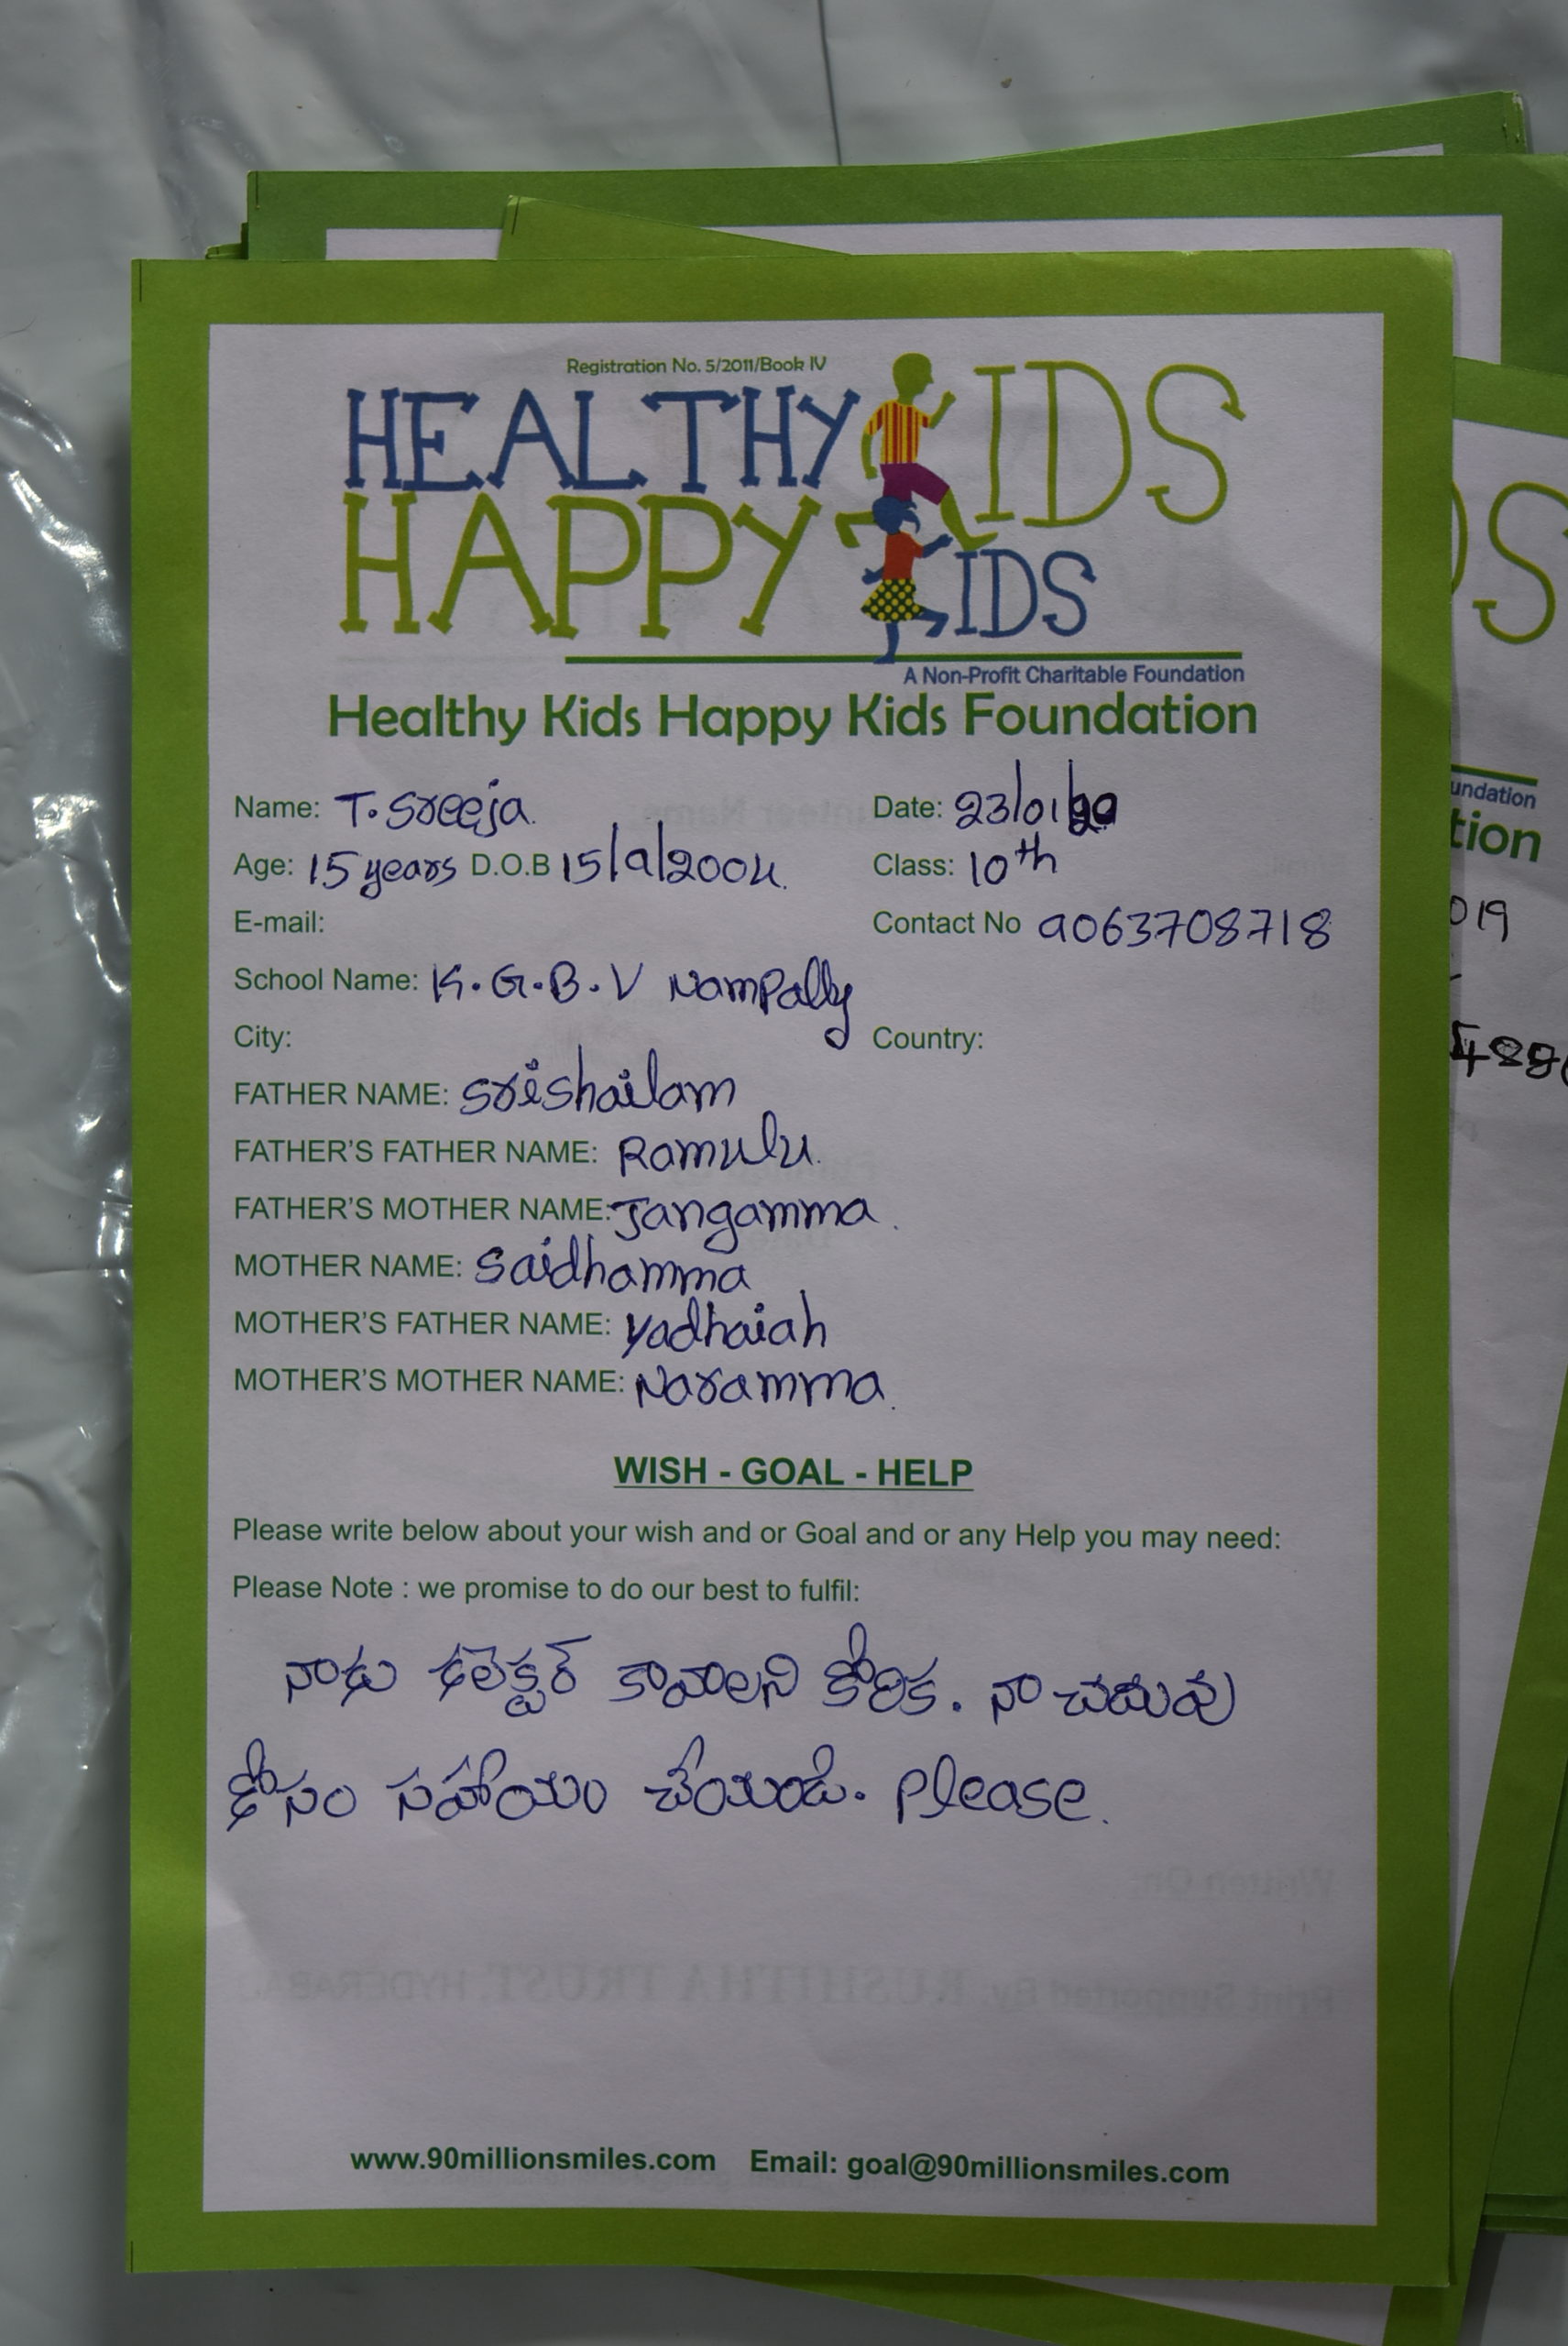 Registration No. 5/2011/Book IV
HEALTHY KIDS
HAPPY KIDS
A Non-Profit Charitable Foundation
Healthy Kids Happy Kids Foundation
Name: T. Sreeja. Date: 23/01/20
Age: 15 years D.O.B 15/9/2004. Class: 10th
E-mail: Contact No 9063708718
School Name: K.G.B.V Nampally
City: Country:
FATHER NAME: Srishailam
FATHER'S FATHER NAME: Ramulu.
FATHER'S MOTHER NAME: Jangamma.
MOTHER NAME: Saidhamma
MOTHER'S FATHER NAME: Yadhaiah
MOTHER'S MOTHER NAME: Naramma.
WISH - GOAL - HELP
Please write below about your wish and or Goal and or any Help you may need:
Please Note : we promise to do our best to fulfil:
నాకు కలెక్టర్ కావాలని కోరిక. నా చదువు
కోసం సహాయం చేయండి. Please.
www.90millionsmiles.com Email: goal@90millionsmiles.com
undation
tion
019